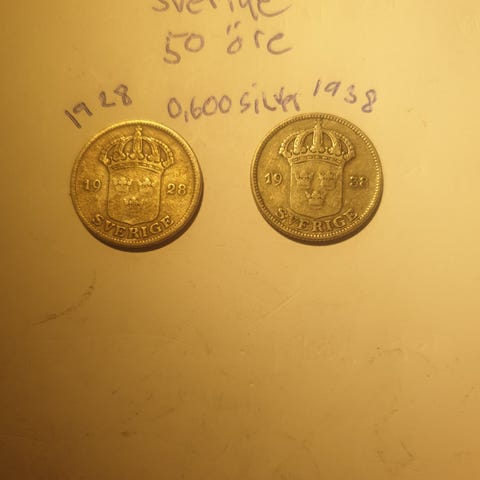 Sverige
50 öre
1928 0,600 silver 1938
19 28
SVERIGE
19 38
SVERIGE